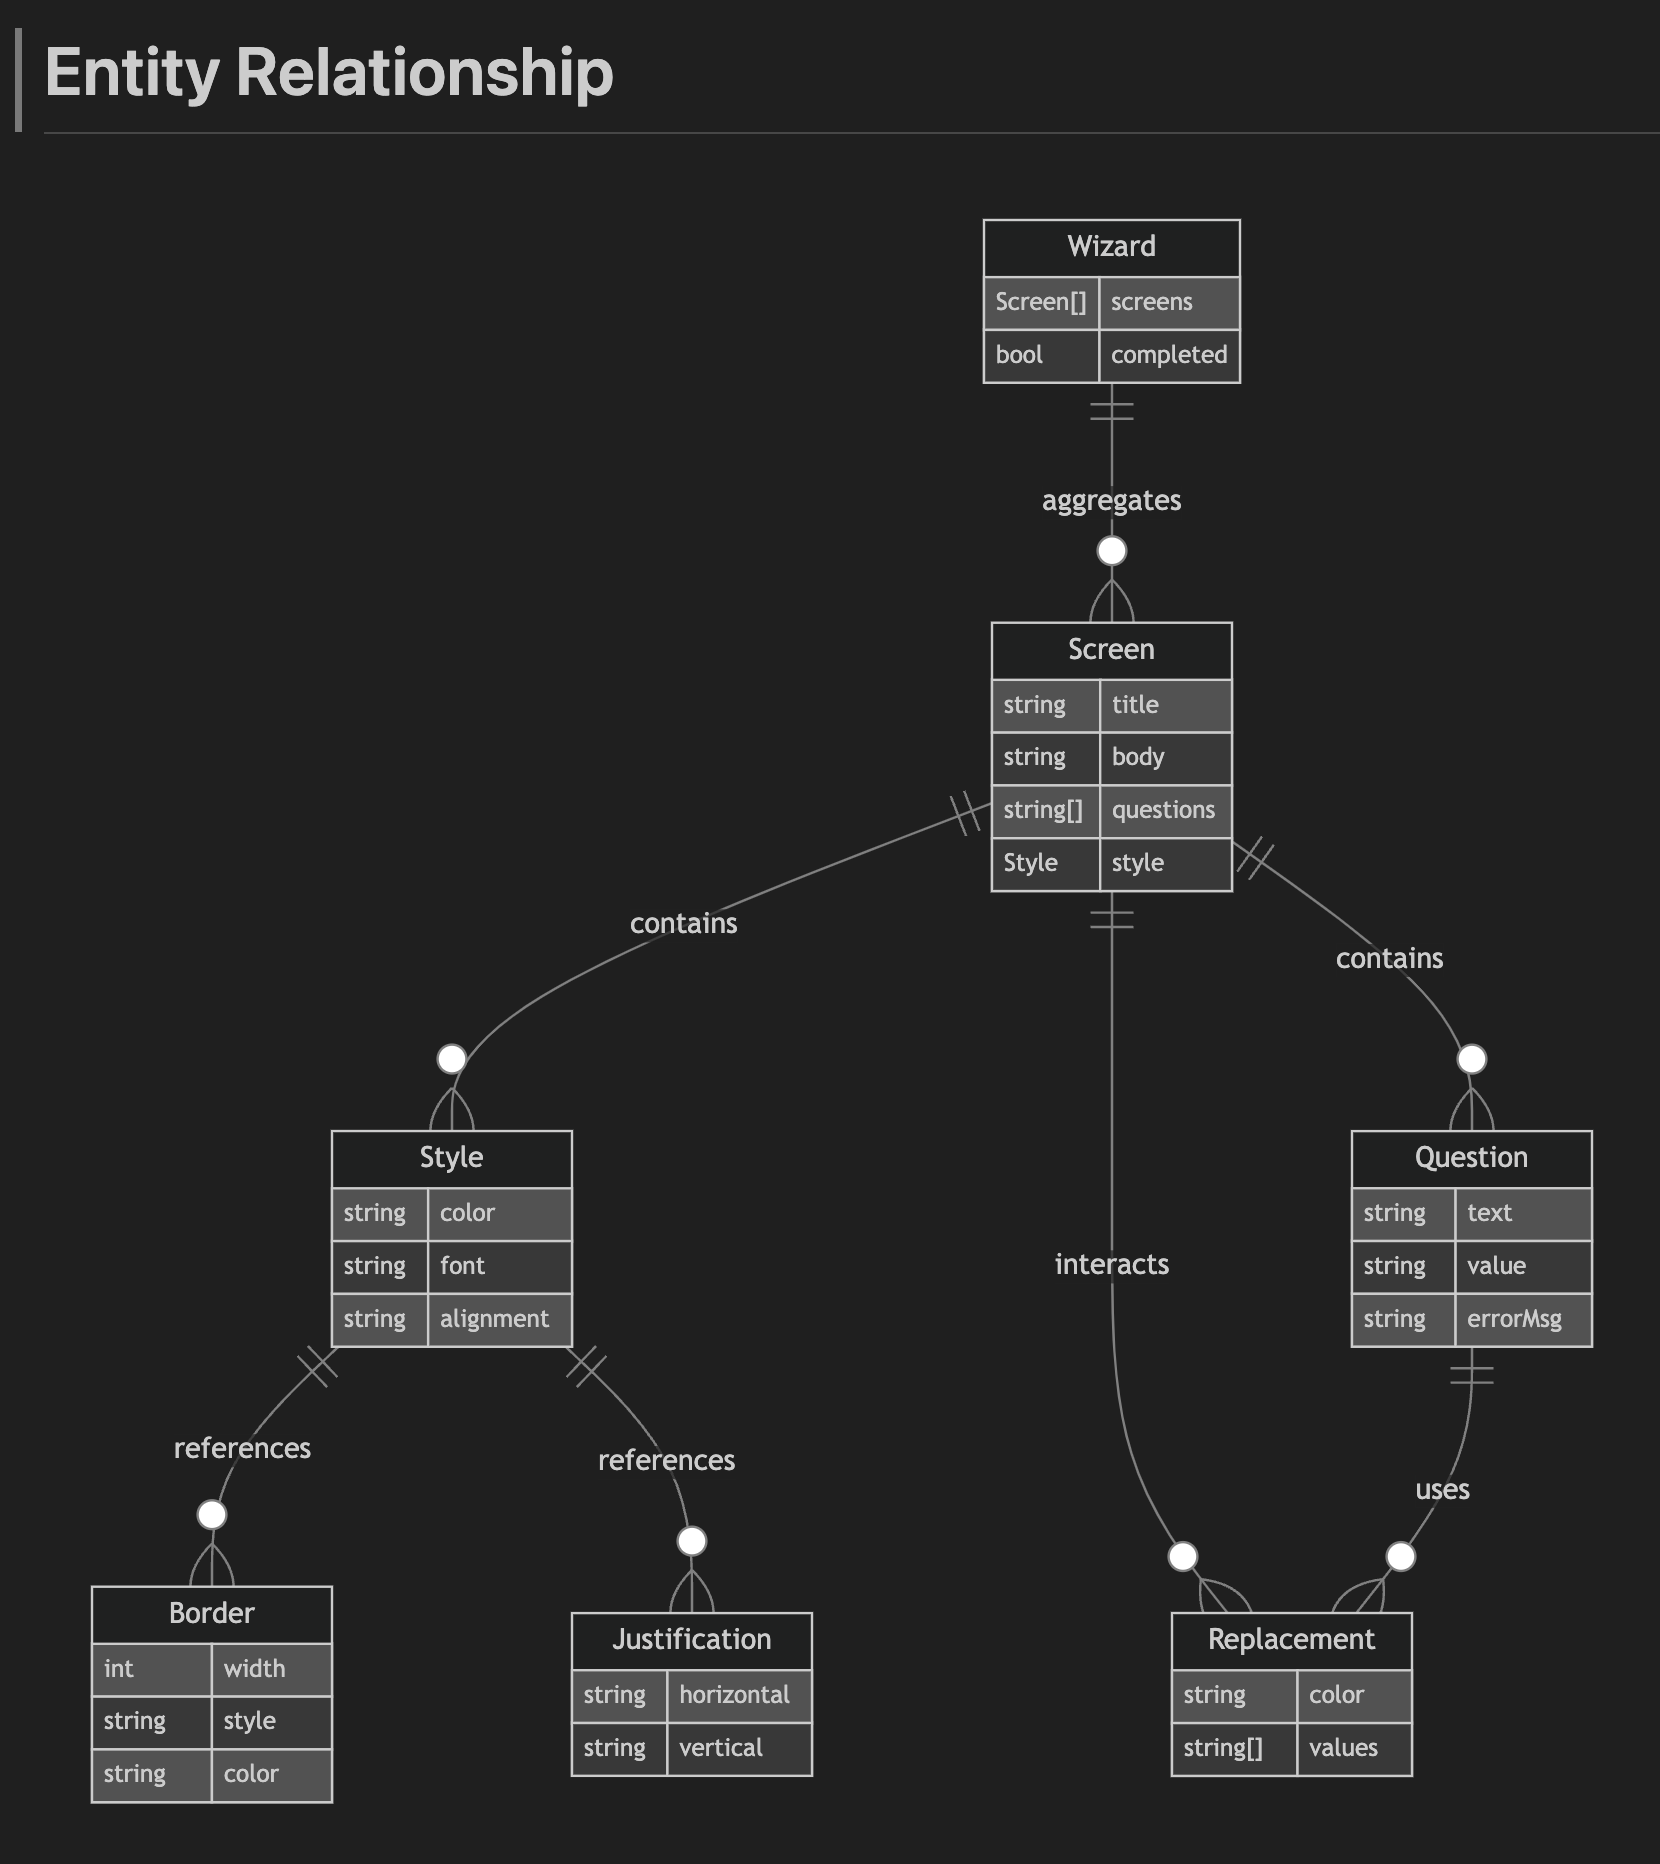 Entity Relationship
Wizard
Screen[] screens
bool completed
aggregates
Screen
string title
string body
string[] questions
Style style
contains
contains
Style
string color
string font
string alignment
interacts
Question
string text
string value
string errorMsg
references
references
uses
Border
int width
string style
string color
Justification
string horizontal
string vertical
Replacement
string color
string[] values